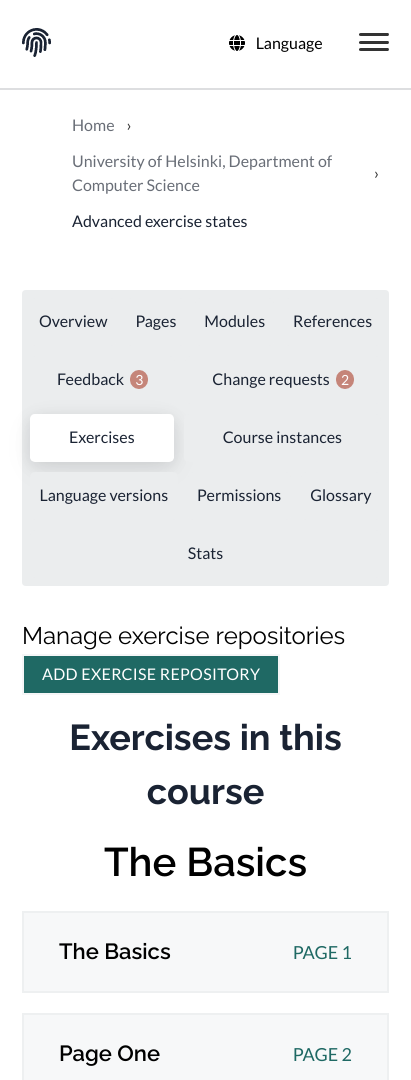 Language
Home ›
University of Helsinki, Department of
Computer Science ›
Advanced exercise states
Overview Pages Modules References
Feedback 3 Change requests 2
Exercises Course instances
Language versions Permissions Glossary
Stats
Manage exercise repositories
ADD EXERCISE REPOSITORY
Exercises in this
course
The Basics
The Basics PAGE 1
Page One PAGE 2